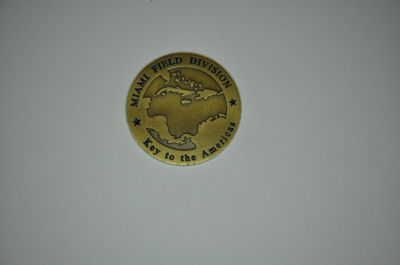 MIAMI FIELD DIVISION
Key to the Americas